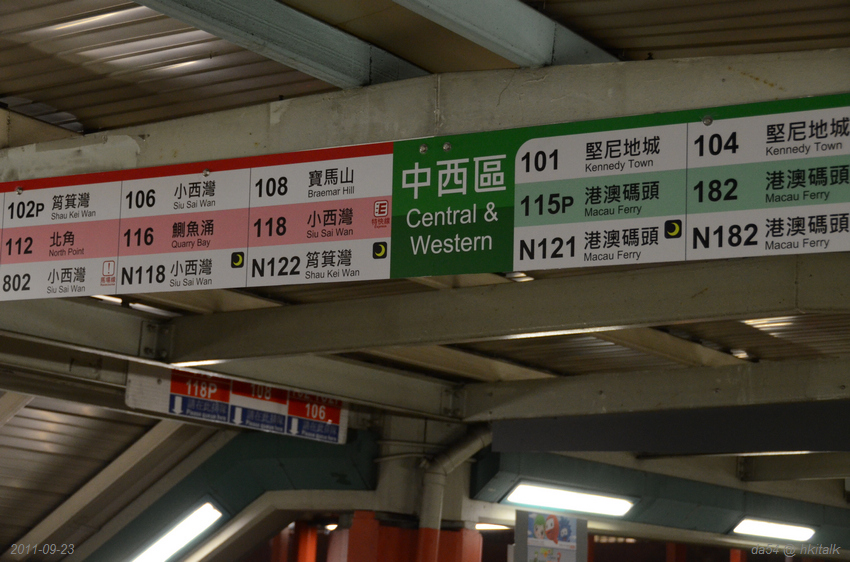 102P 筲箕灣 Shau Kei Wan
106 小西灣 Siu Sai Wan
108 寶馬山 Braemar Hill
112 北角 North Point
116 鰂魚涌 Quarry Bay
118 小西灣 Siu Sai Wan
802 小西灣 Siu Sai Wan
N118 小西灣 Siu Sai Wan
N122 筲箕灣 Shau Kei Wan
中西區
Central &
Western
101 堅尼地城 Kennedy Town
104 堅尼地城 Kennedy Town
115P 港澳碼頭 Macau Ferry
182 港澳碼頭 Macau Ferry
N121 港澳碼頭 Macau Ferry
N182 港澳碼頭 Macau Ferry
118P
108
106
2011-09-23
da54 @ hkitalk